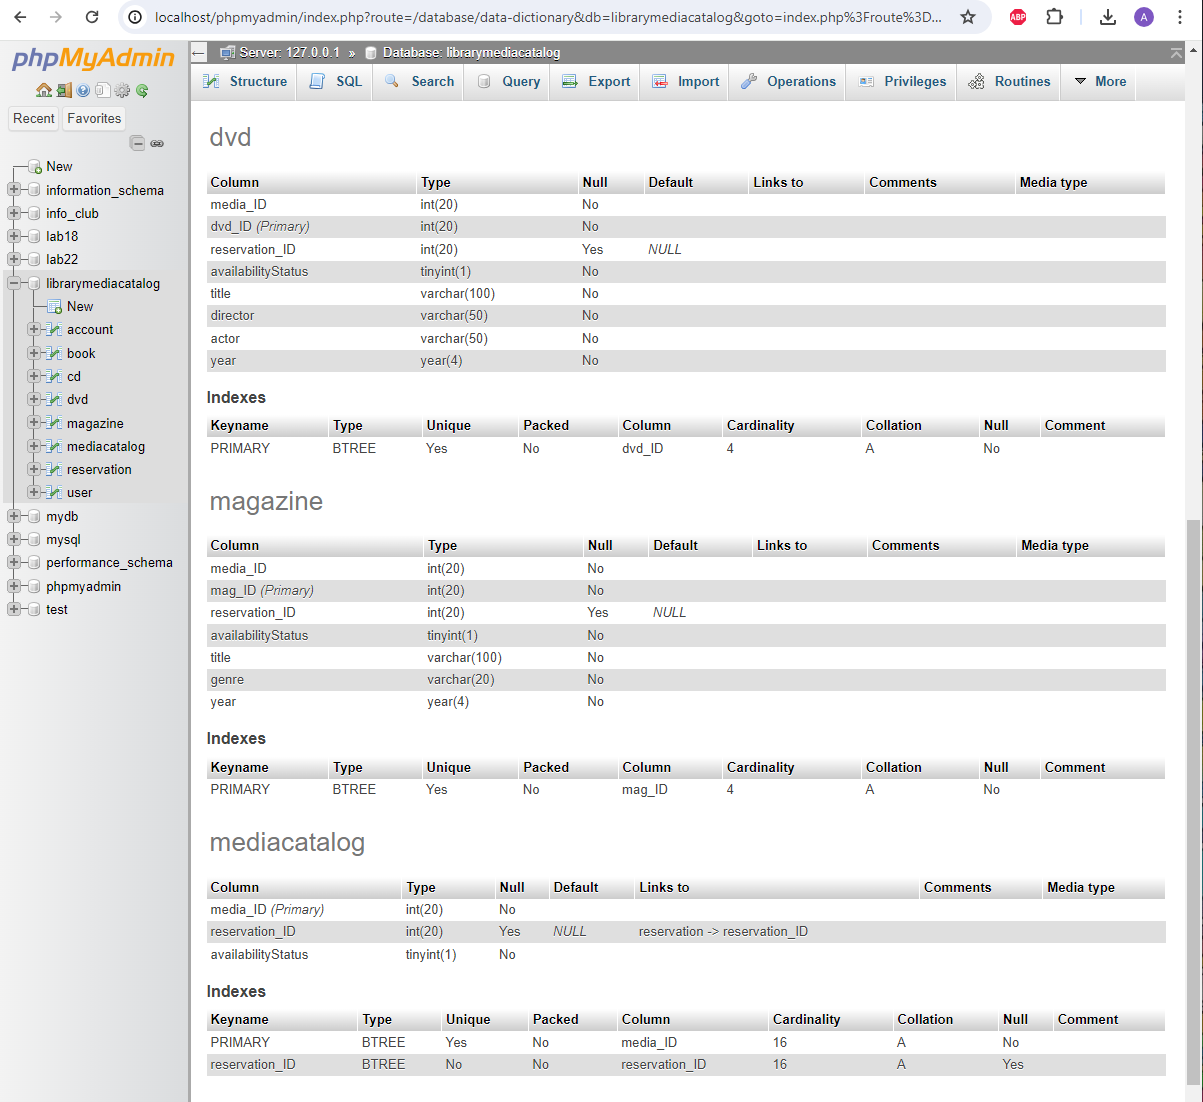 localhost/phpmyadmin/index.php?route=/database/data-dictionary&db=librarymediacatalog&goto=index.php%3Froute%3D...
ABP
A
phpMyAdmin
Recent Favorites
New
information_schema
info_club
lab18
lab22
librarymediacatalog
New
account
book
cd
dvd
magazine
mediacatalog
reservation
user
mydb
mysql
performance_schema
phpmyadmin
test
Server: 127.0.0.1 » Database: librarymediacatalog
Structure SQL Search Query Export Import Operations Privileges Routines More
dvd
Column Type Null Default Links to Comments Media type
media_ID int(20) No
dvd_ID (Primary) int(20) No
reservation_ID int(20) Yes NULL
availabilityStatus tinyint(1) No
title varchar(100) No
director varchar(50) No
actor varchar(50) No
year year(4) No
Indexes
Keyname Type Unique Packed Column Cardinality Collation Null Comment
PRIMARY BTREE Yes No dvd_ID 4 A No
magazine
Column Type Null Default Links to Comments Media type
media_ID int(20) No
mag_ID (Primary) int(20) No
reservation_ID int(20) Yes NULL
availabilityStatus tinyint(1) No
title varchar(100) No
genre varchar(20) No
year year(4) No
Indexes
Keyname Type Unique Packed Column Cardinality Collation Null Comment
PRIMARY BTREE Yes No mag_ID 4 A No
mediacatalog
Column Type Null Default Links to Comments Media type
media_ID (Primary) int(20) No
reservation_ID int(20) Yes NULL reservation -> reservation_ID
availabilityStatus tinyint(1) No
Indexes
Keyname Type Unique Packed Column Cardinality Collation Null Comment
PRIMARY BTREE Yes No media_ID 16 A No
reservation_ID BTREE No No reservation_ID 16 A Yes